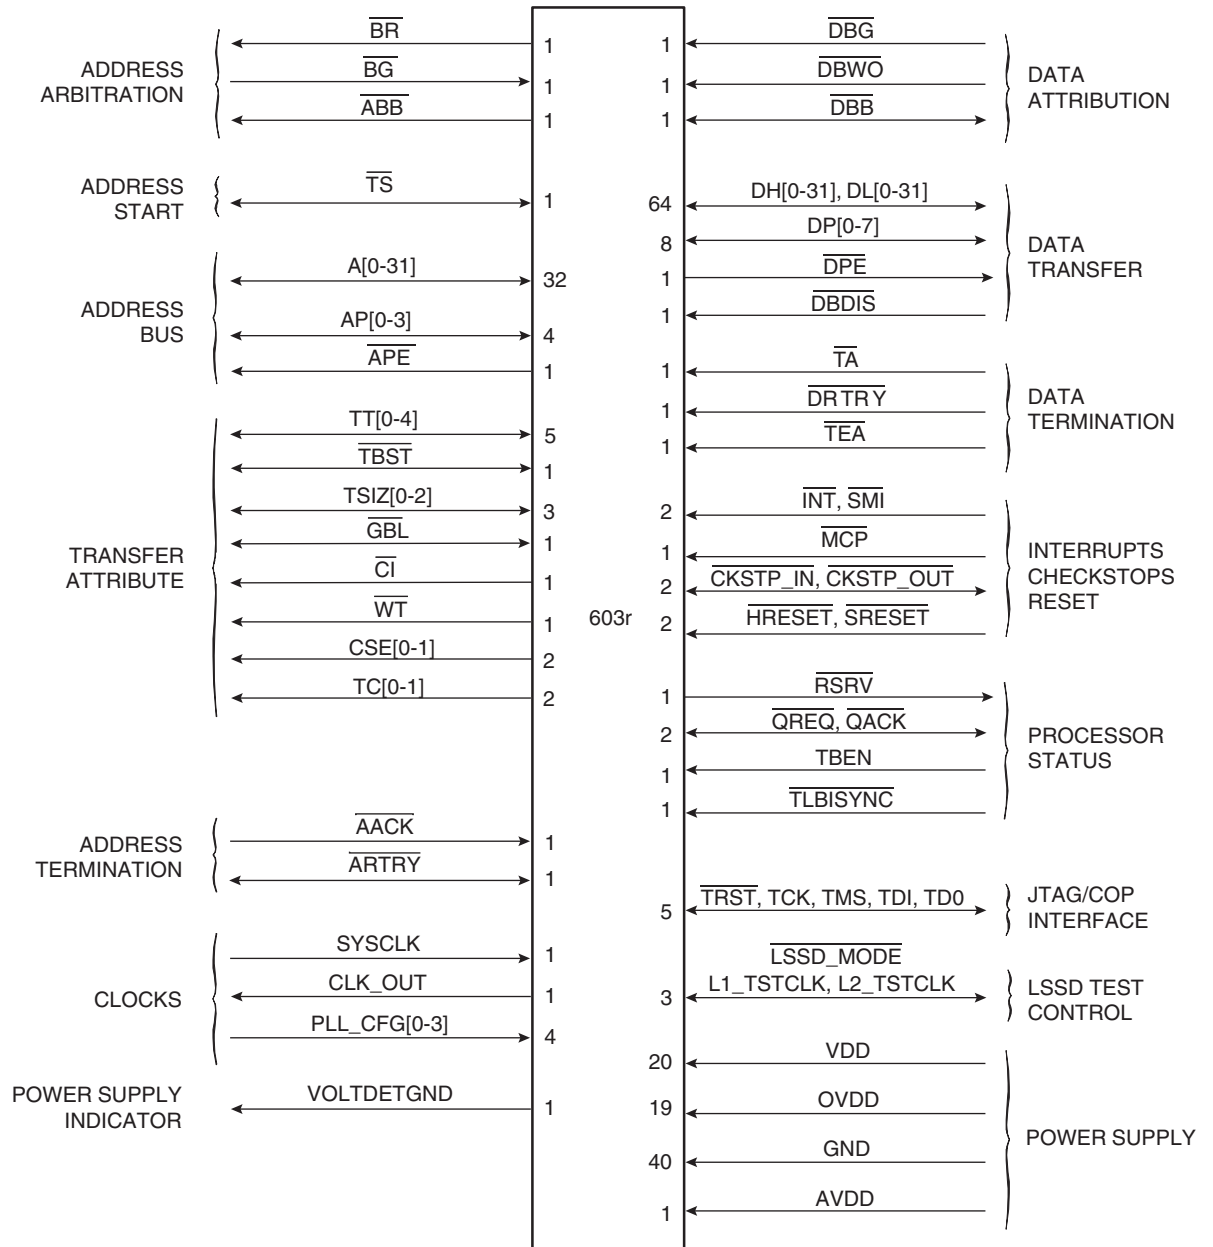 ADDRESS
ARBITRATION
BR
1
BG
1
ABB
1
ADDRESS
START
TS
1
ADDRESS
BUS
A[0-31]
32
AP[0-3]
4
APE
1
TRANSFER
ATTRIBUTE
TT[0-4]
5
TBST
1
TSIZ[0-2]
3
GBL
1
CI
1
WT
1
CSE[0-1]
2
TC[0-1]
2
ADDRESS
TERMINATION
AACK
1
ARTRY
1
CLOCKS
SYSCLK
1
CLK_OUT
1
PLL_CFG[0-3]
4
POWER SUPPLY
INDICATOR
VOLTDETGND
1
603r
1
DBG
1
DBWO
1
DBB
DATA
ATTRIBUTION
64
DH[0-31], DL[0-31]
8
DP[0-7]
1
DPE
1
DBDIS
DATA
TRANSFER
1
TA
1
DRTRY
1
TEA
DATA
TERMINATION
2
INT, SMI
1
MCP
2
CKSTP_IN, CKSTP_OUT
2
HRESET, SRESET
INTERRUPTS
CHECKSTOPS
RESET
1
RSRV
2
QREQ, QACK
1
TBEN
1
TLBISYNC
PROCESSOR
STATUS
5
TRST, TCK, TMS, TDI, TD0
JTAG/COP
INTERFACE
LSSD_MODE
3
L1_TSTCLK, L2_TSTCLK
LSSD TEST
CONTROL
20
VDD
19
OVDD
40
GND
1
AVDD
POWER SUPPLY